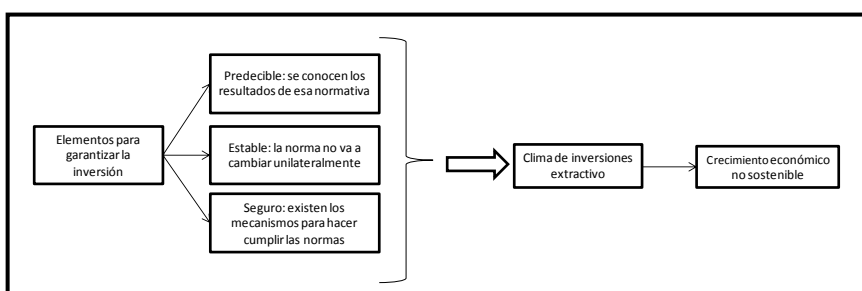 Elementos para
garantizar la
inversión
Predecible: se conocen los
resultados de esa normativa
Estable: la norma no va a
cambiar unilateralmente
Seguro: existen los
mecanismos para hacer
cumplir las normas
Clima de inversiones
extractivo
Crecimiento económico
no sostenible